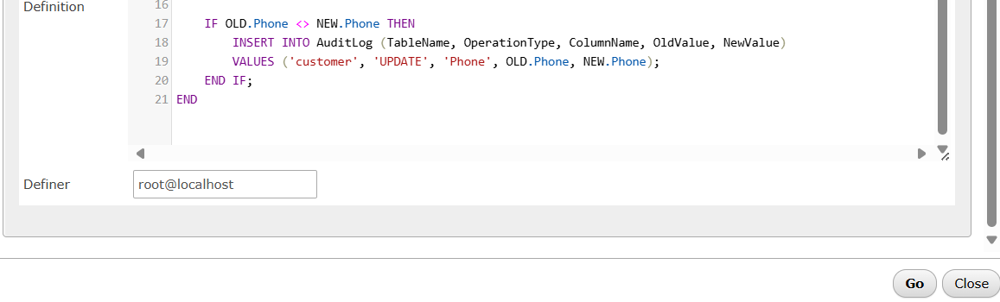 Definition
16
17 IF OLD.Phone <> NEW.Phone THEN
18 INSERT INTO AuditLog (TableName, OperationType, ColumnName, OldValue, NewValue)
19 VALUES ('customer', 'UPDATE', 'Phone', OLD.Phone, NEW.Phone);
20 END IF;
21 END
Definer root@localhost
Go Close